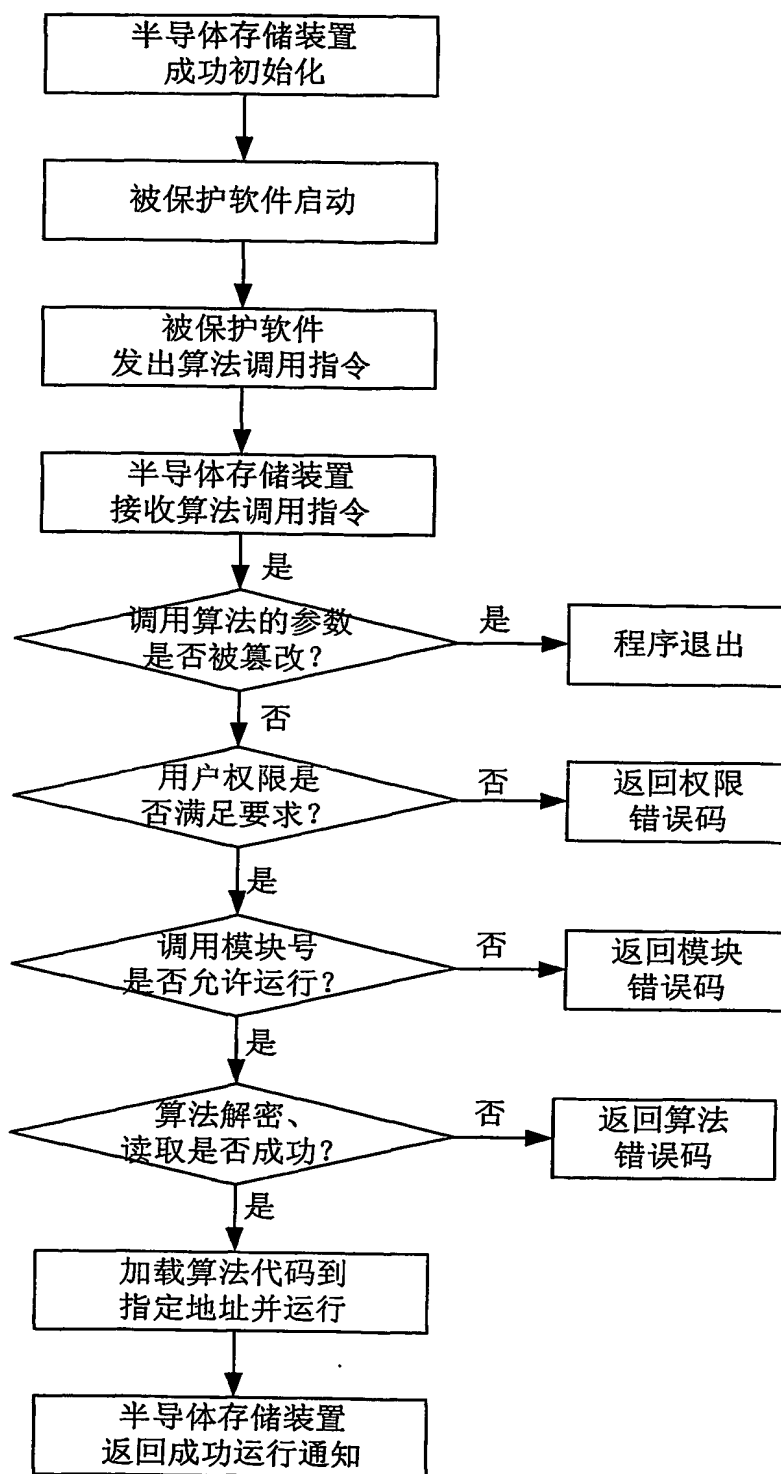 半导体存储装置
成功初始化
被保护软件启动
被保护软件
发出算法调用指令
半导体存储装置
接收算法调用指令
是
调用算法的参数
是否被篡改？
是
程序退出
否
用户权限是
否满足要求？
否
返回权限
错误码
是
调用模块号
是否允许运行？
否
返回模块
错误码
是
算法解密、
读取是否成功？
否
返回算法
错误码
是
加载算法代码到
指定地址并运行
半导体存储装置
返回成功运行通知